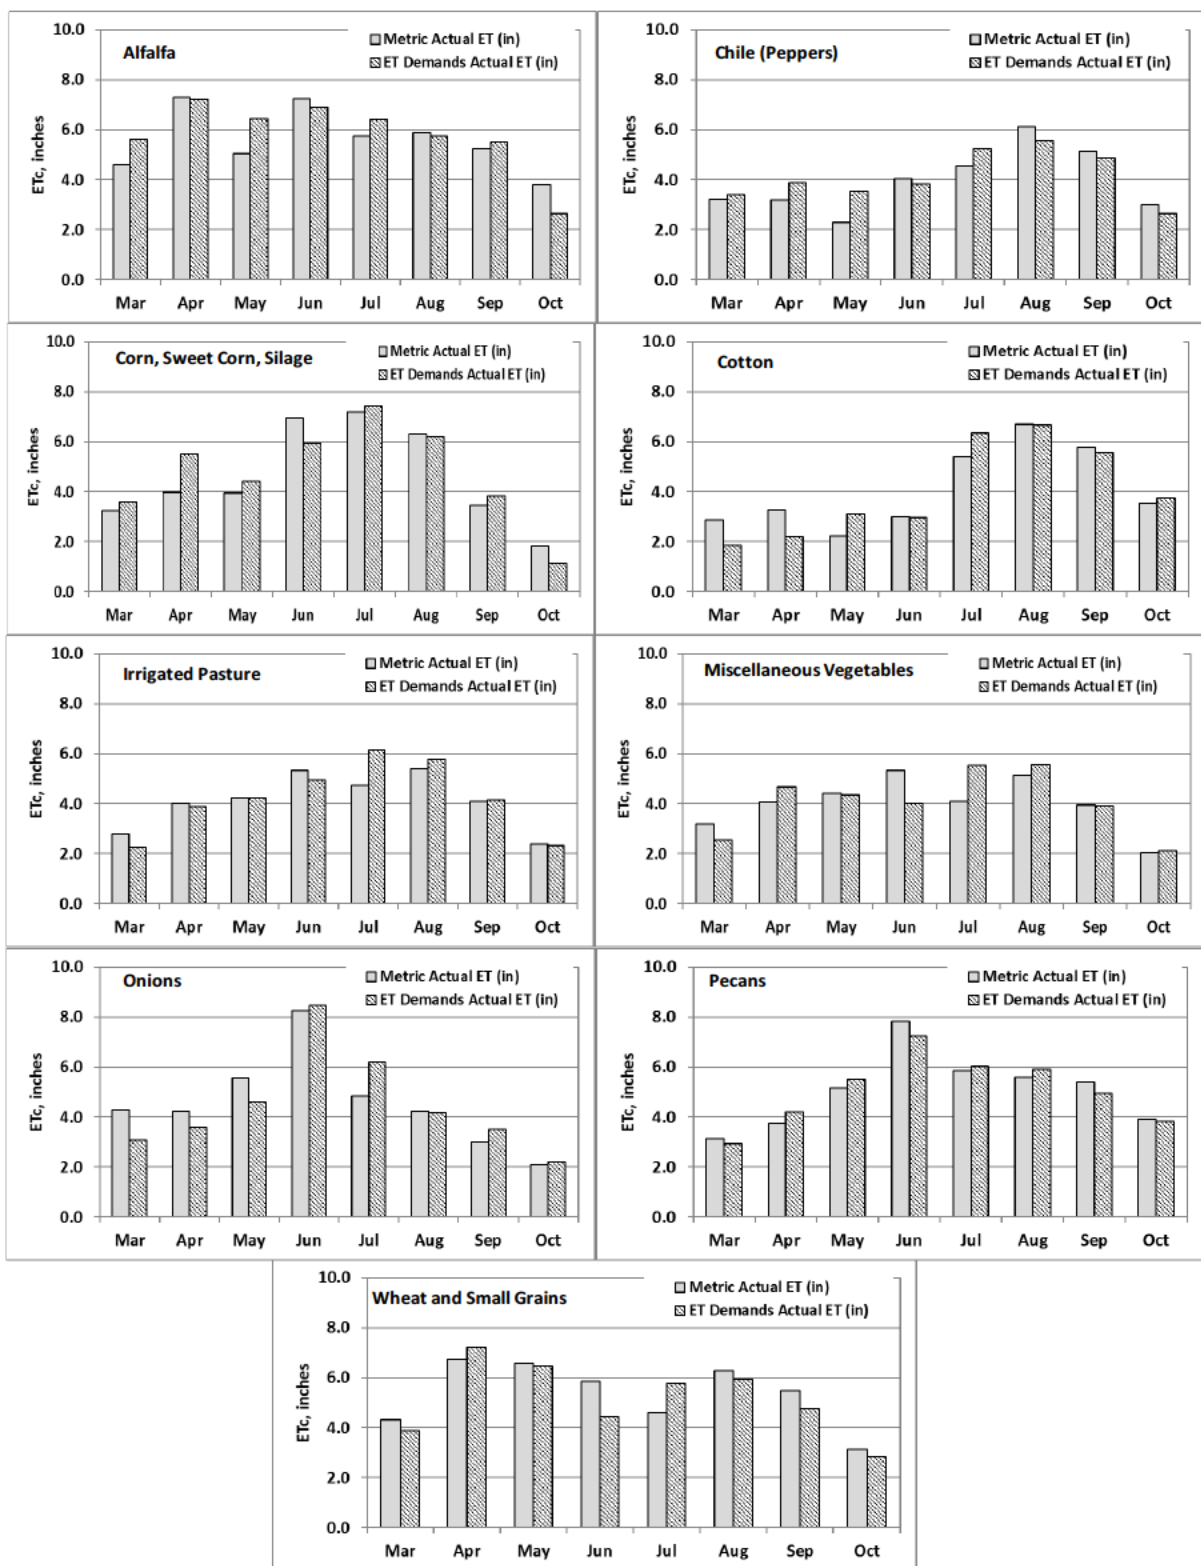 Alfalfa
Metric Actual ET (in)
ET Demands Actual ET (in)
ETc, inches
10.0
8.0
6.0
4.0
2.0
0.0
Mar Apr May Jun Jul Aug Sep Oct
Chile (Peppers)
Metric Actual ET (in)
ET Demands Actual ET (in)
10.0
8.0
6.0
4.0
2.0
0.0
Mar Apr May Jun Jul Aug Sep Oct
Corn, Sweet Corn, Silage
Metric Actual ET (in)
ET Demands Actual ET (in)
ETc, inches
10.0
8.0
6.0
4.0
2.0
0.0
Mar Apr May Jun Jul Aug Sep Oct
Cotton
Metric Actual ET (in)
ET Demands Actual ET (in)
10.0
8.0
6.0
4.0
2.0
0.0
Mar Apr May Jun Jul Aug Sep Oct
Irrigated Pasture
Metric Actual ET (in)
ET Demands Actual ET (in)
ETc, inches
10.0
8.0
6.0
4.0
2.0
0.0
Mar Apr May Jun Jul Aug Sep Oct
Miscellaneous Vegetables
Metric Actual ET (in)
ET Demands Actual ET (in)
10.0
8.0
6.0
4.0
2.0
0.0
Mar Apr May Jun Jul Aug Sep Oct
Onions
Metric Actual ET (in)
ET Demands Actual ET (in)
ETc, inches
10.0
8.0
6.0
4.0
2.0
0.0
Mar Apr May Jun Jul Aug Sep Oct
Pecans
Metric Actual ET (in)
ET Demands Actual ET (in)
10.0
8.0
6.0
4.0
2.0
0.0
Mar Apr May Jun Jul Aug Sep Oct
Wheat and Small Grains
Metric Actual ET (in)
ET Demands Actual ET (in)
ETc, inches
10.0
8.0
6.0
4.0
2.0
0.0
Mar Apr May Jun Jul Aug Sep Oct